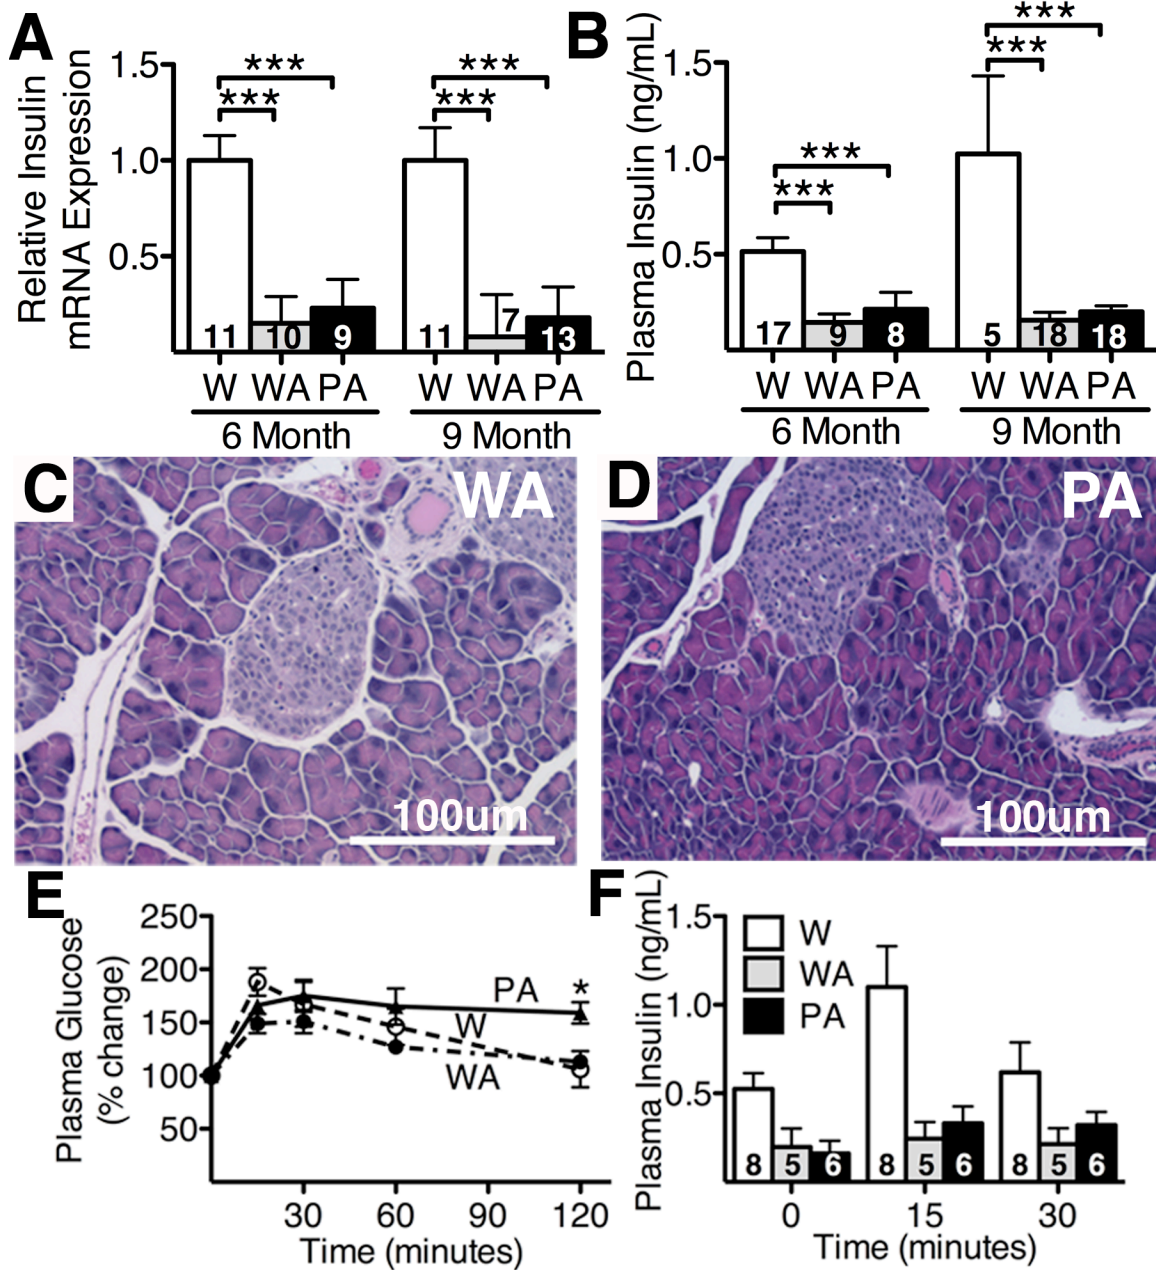 A
Relative Insulin
mRNA Expression
1.5
1.0
0.5
***
***
***
***
11
10
9
11
7
13
W WA PA
W WA PA
6 Month
9 Month
B
Plasma Insulin (ng/mL)
1.5
1.0
0.5
***
***
***
***
17
9
8
5
18
18
W WA PA
W WA PA
6 Month
9 Month
C
WA
100um
D
PA
100um
E
Plasma Glucose
(% change)
250
200
150
100
50
PA
*
W
WA
30 60 90 120
Time (minutes)
F
Plasma Insulin (ng/mL)
1.5
1.0
0.5
W
WA
PA
8 5 6 8 5 6 8 5 6
0 15 30
Time (minutes)